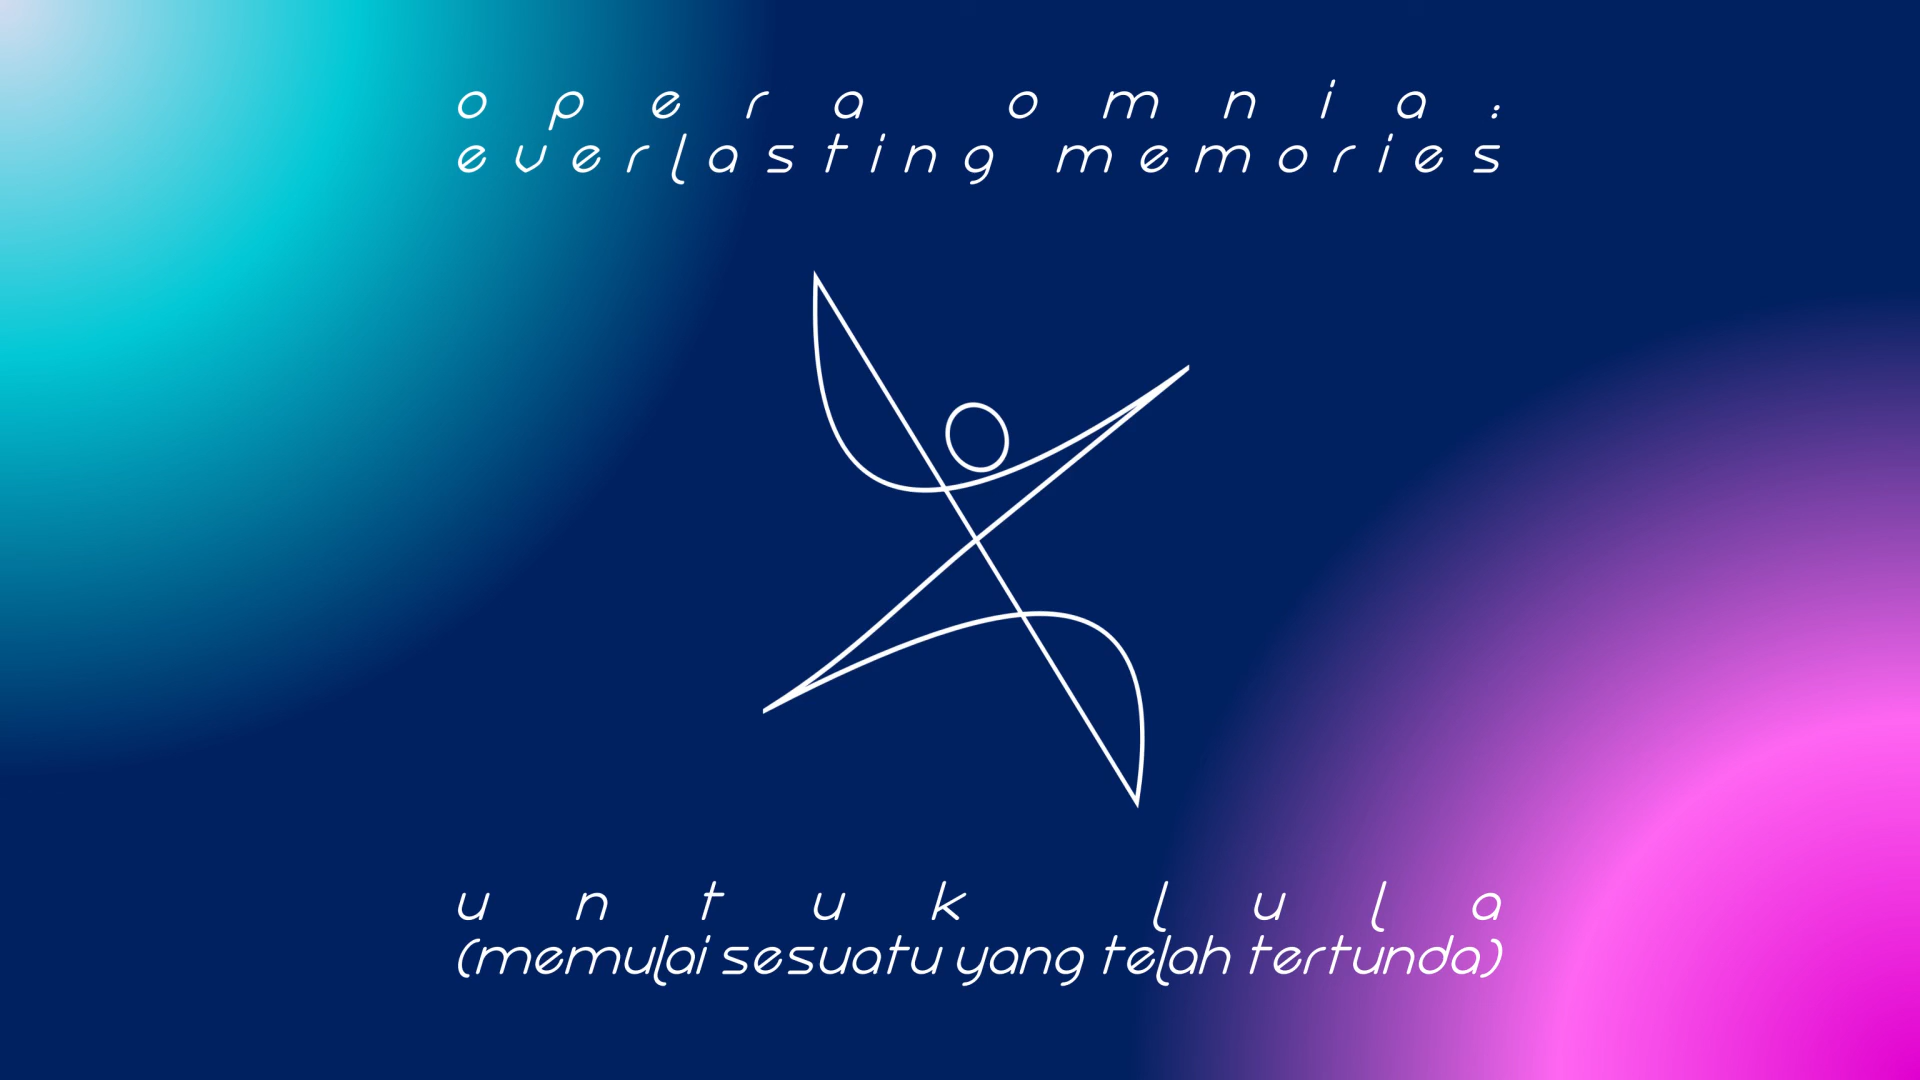 opera omnia:
everlasting memories
untuk lula
(memulai sesuatu yang telah tertunda)